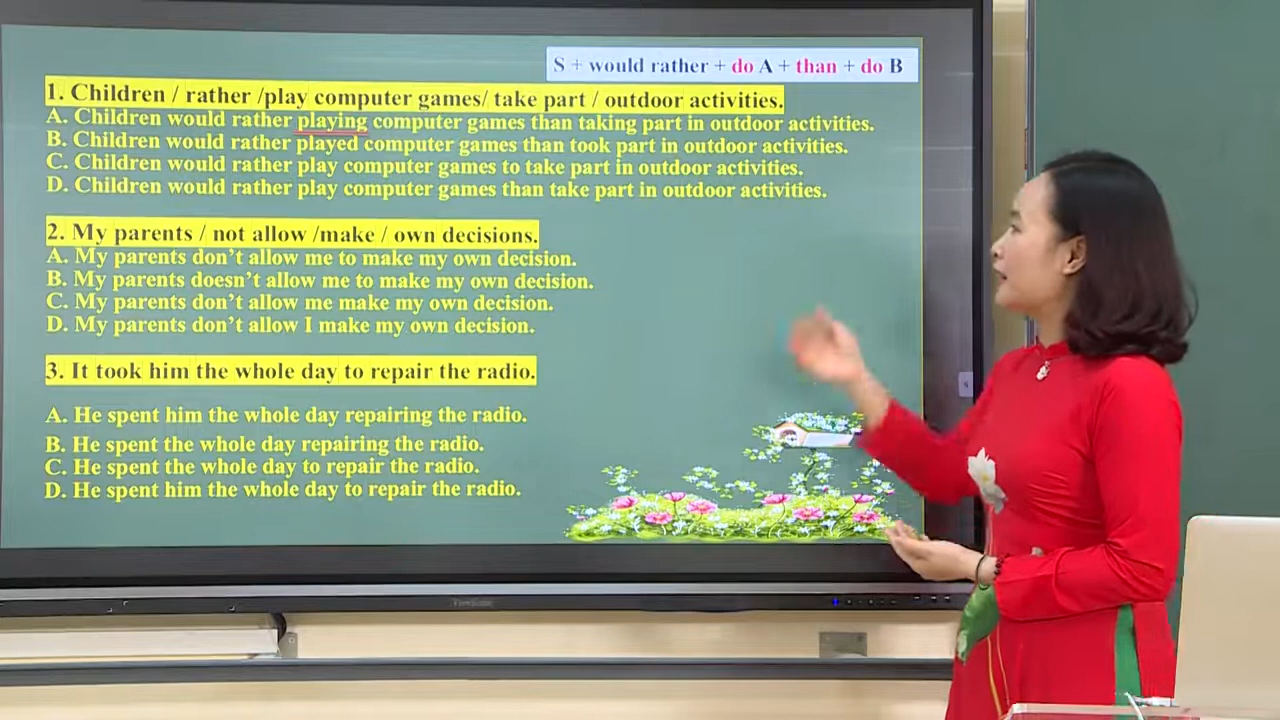 S + would rather + do A + than + do B
1. Children / rather /play computer games/ take part / outdoor activities.
A. Children would rather playing computer games than taking part in outdoor activities.
B. Children would rather played computer games than took part in outdoor activities.
C. Children would rather play computer games to take part in outdoor activities.
D. Children would rather play computer games than take part in outdoor activities.
2. My parents / not allow /make / own decisions.
A. My parents don’t allow me to make my own decision.
B. My parents doesn’t allow me to make my own decision.
C. My parents don’t allow me make my own decision.
D. My parents don’t allow I make my own decision.
3. It took him the whole day to repair the radio.
A. He spent him the whole day repairing the radio.
B. He spent the whole day repairing the radio.
C. He spent the whole day to repair the radio.
D. He spent him the whole day to repair the radio.
ViewSonic